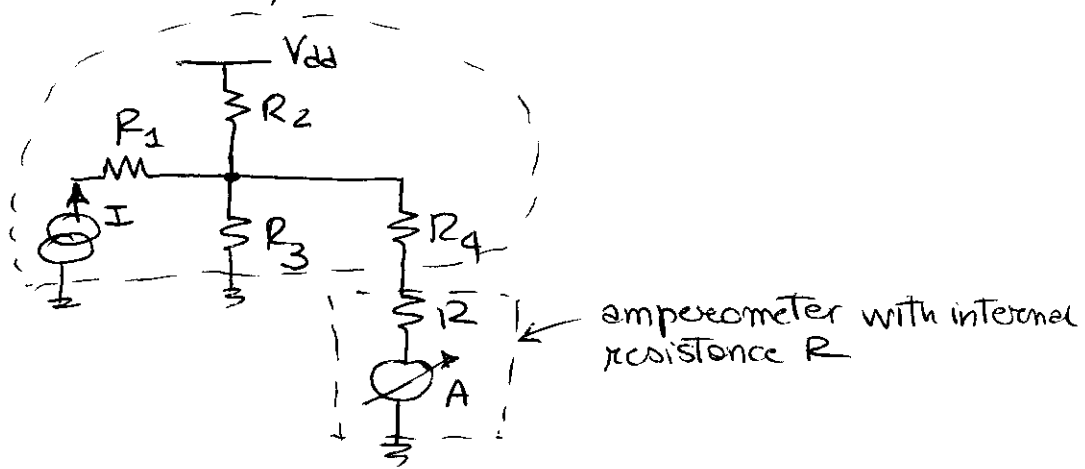 Vdd
R2
R1
I
R3
R4
R
A
amperometer with internal
resistance R